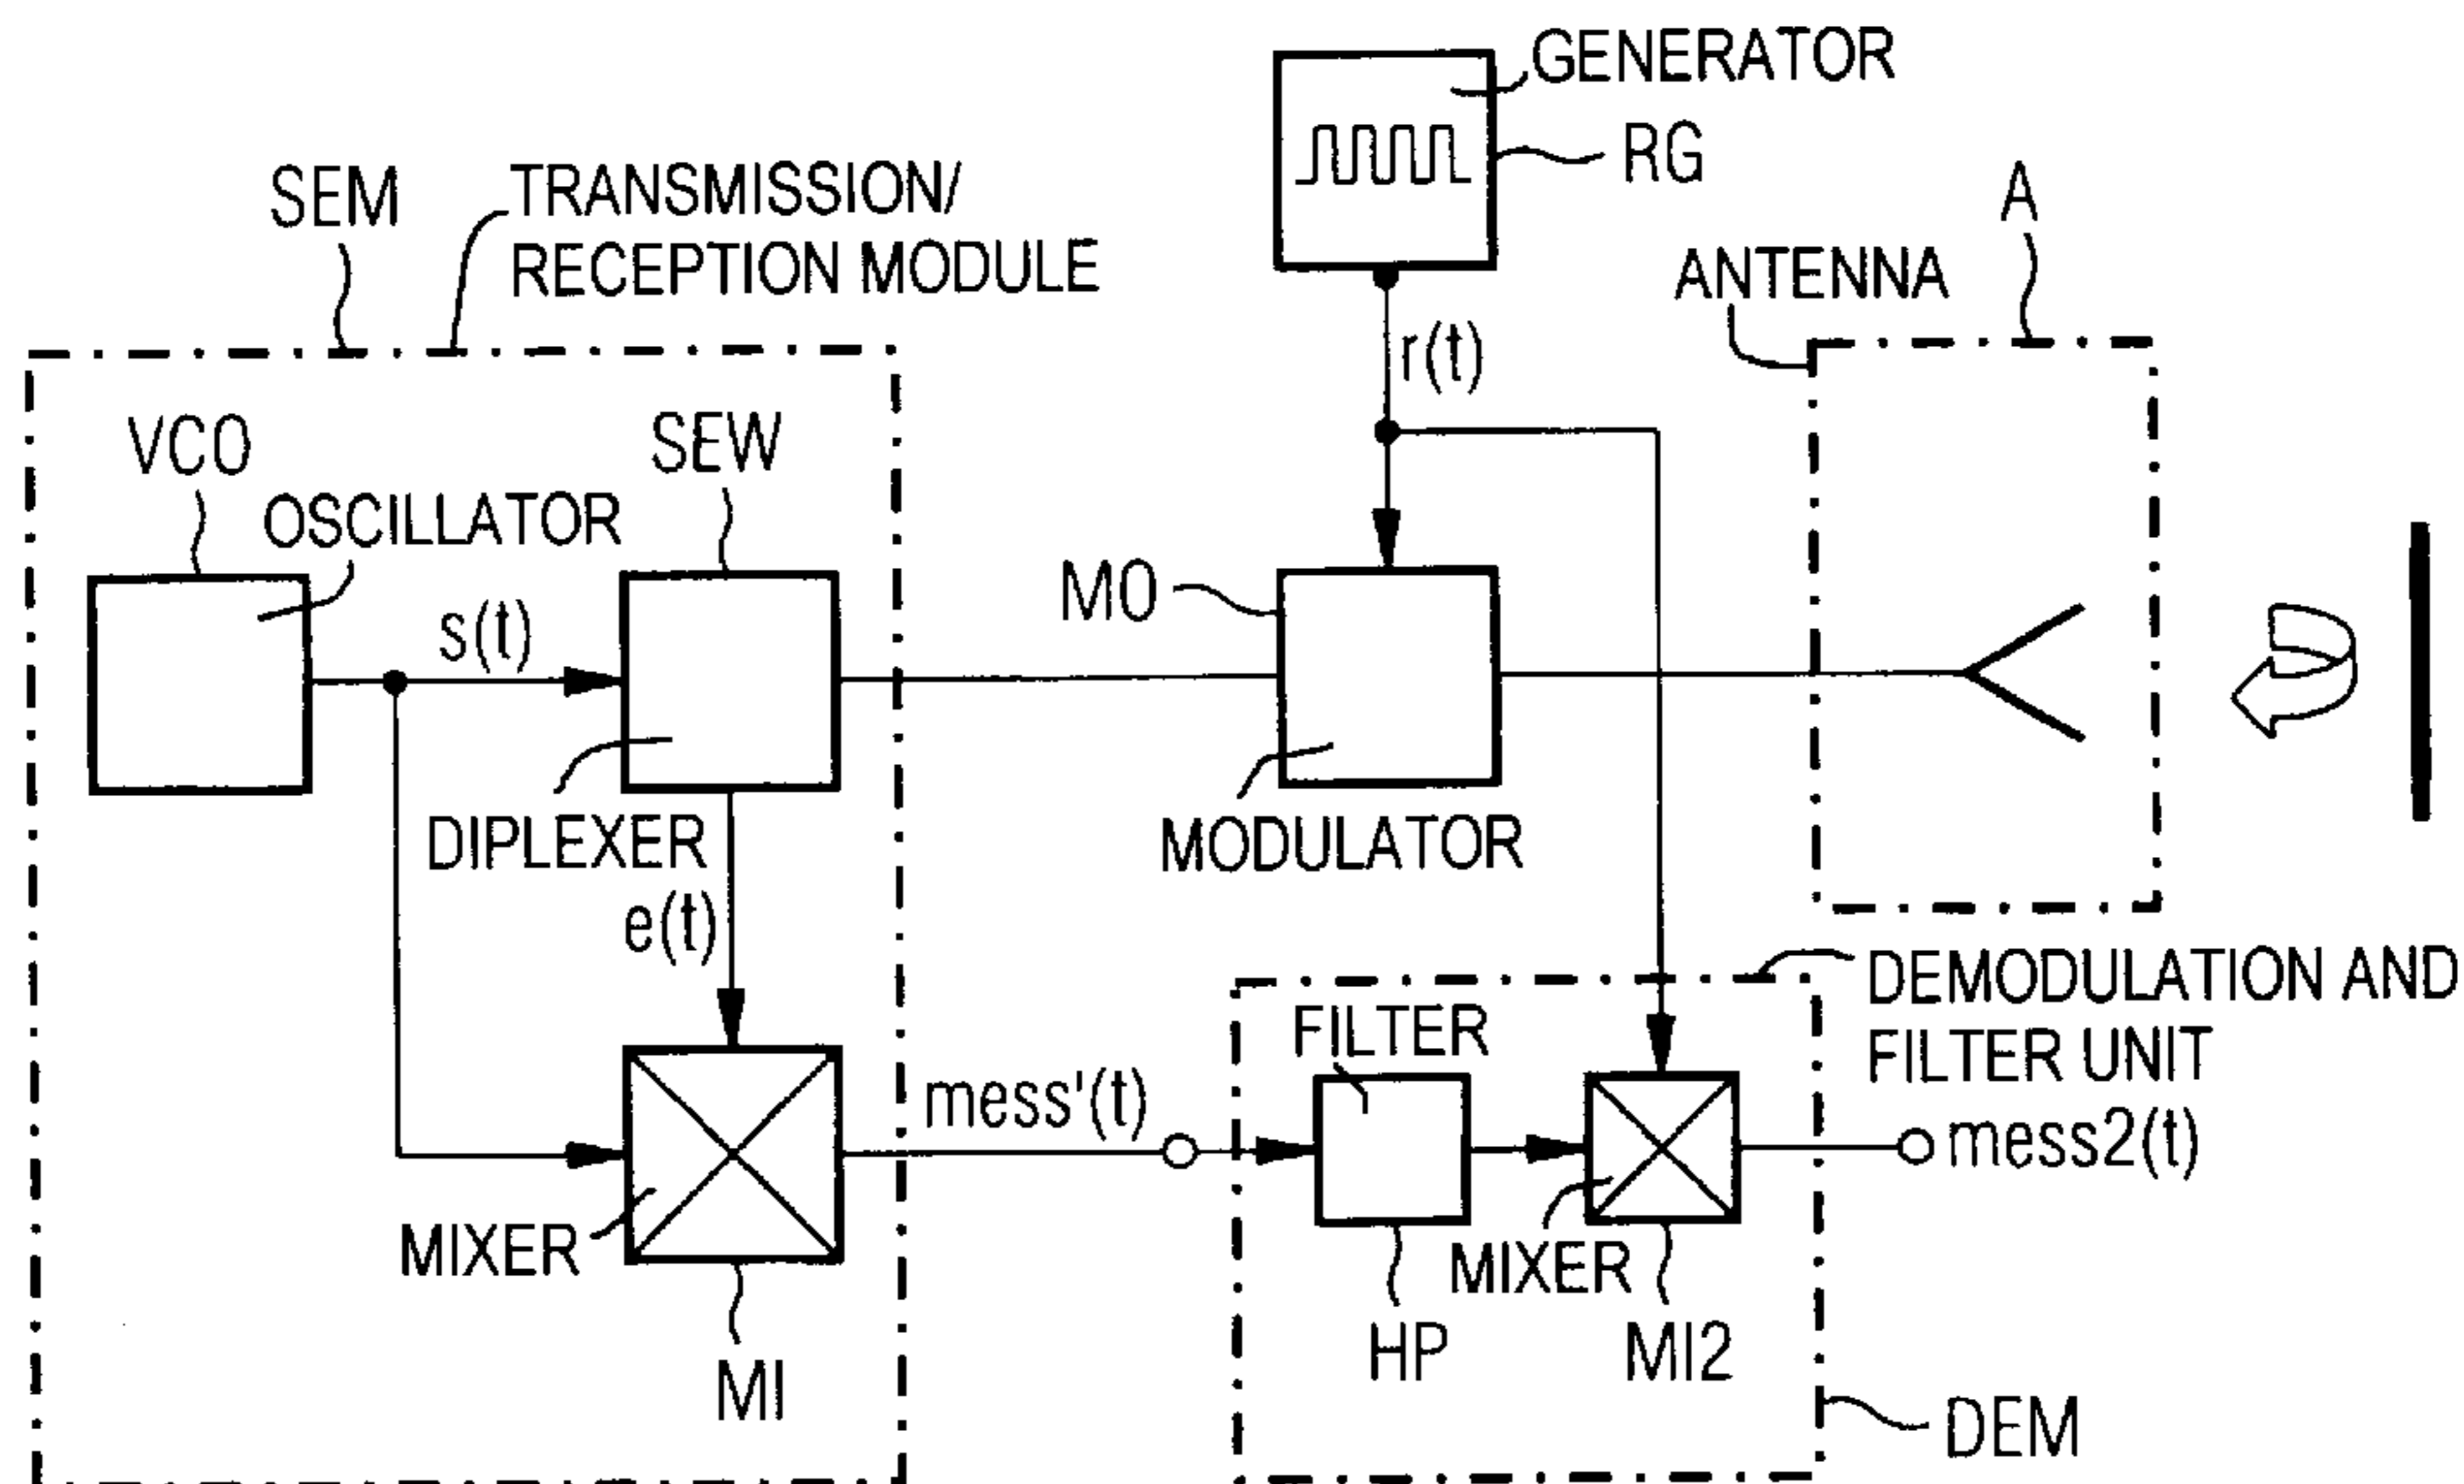 GENERATOR
RG
SEM
TRANSMISSION/
RECEPTION MODULE
A
ANTENNA
r(t)
VCO
OSCILLATOR
SEW
s(t)
MO
DIPLEXER
MODULATOR
e(t)
DEMODULATION AND
FILTER UNIT
FILTER
mess'(t)
mess2(t)
MIXER
MIXER
HP
MI2
MI
DEM